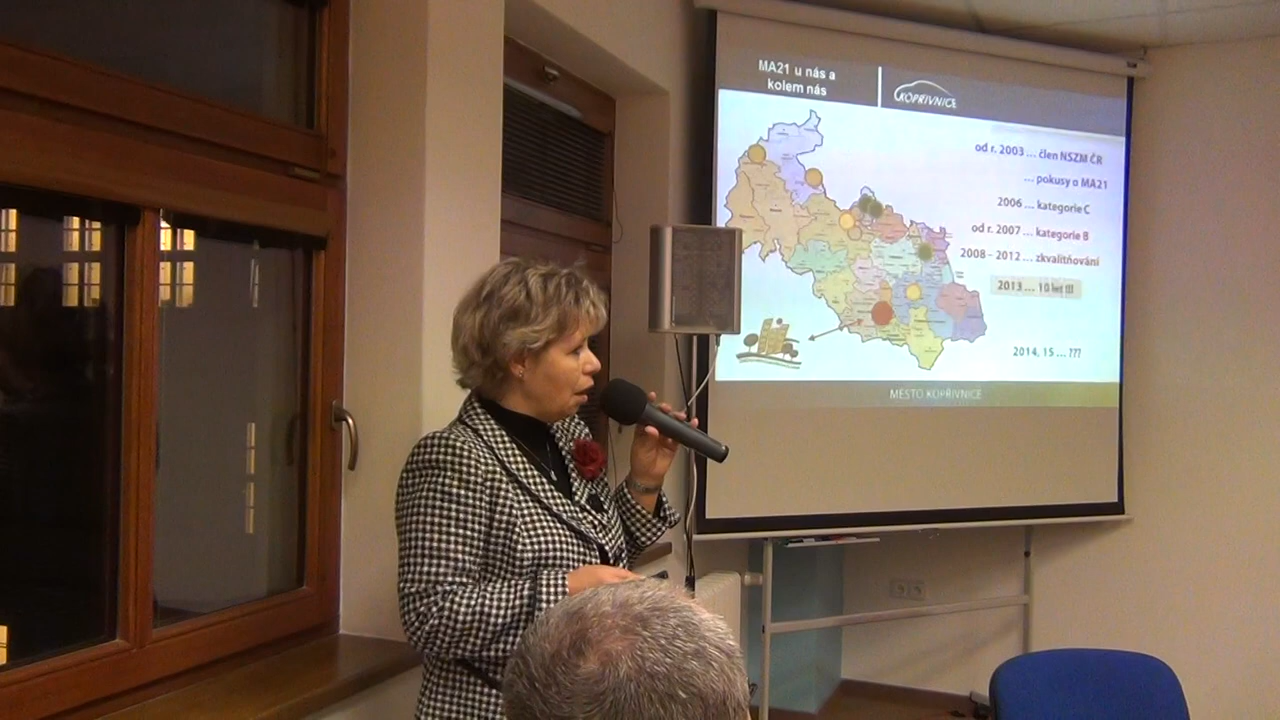 MA21 u nás a
kolem nás
KOPŘIVNICE
od r. 2003 ... člen NSZM ČR
... pokusy o MA21
2006 ... kategorie C
od r. 2007 ... kategorie B
2008 - 2012 ... zkvalitňování
2013 ... 10 let !!!
2014, 15 ... ???
MĚSTO KOPŘIVNICE